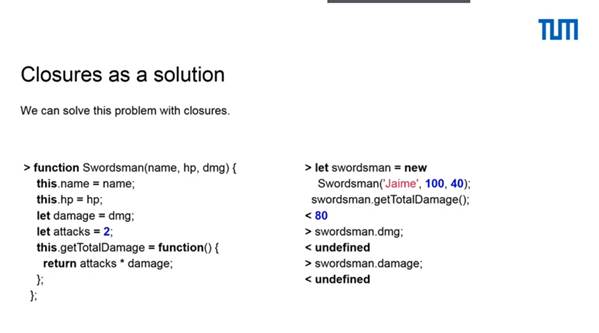 TUM
Closures as a solution
We can solve this problem with closures.
> function Swordsman(name, hp, dmg) {
this.name = name;
this.hp = hp;
let damage = dmg;
let attacks = 2;
this.getTotalDamage = function() {
return attacks * damage;
};
};
> let swordsman = new
Swordsman('Jaime', 100, 40);
swordsman.getTotalDamage();
< 80
> swordsman.dmg;
< undefined
> swordsman.damage;
< undefined